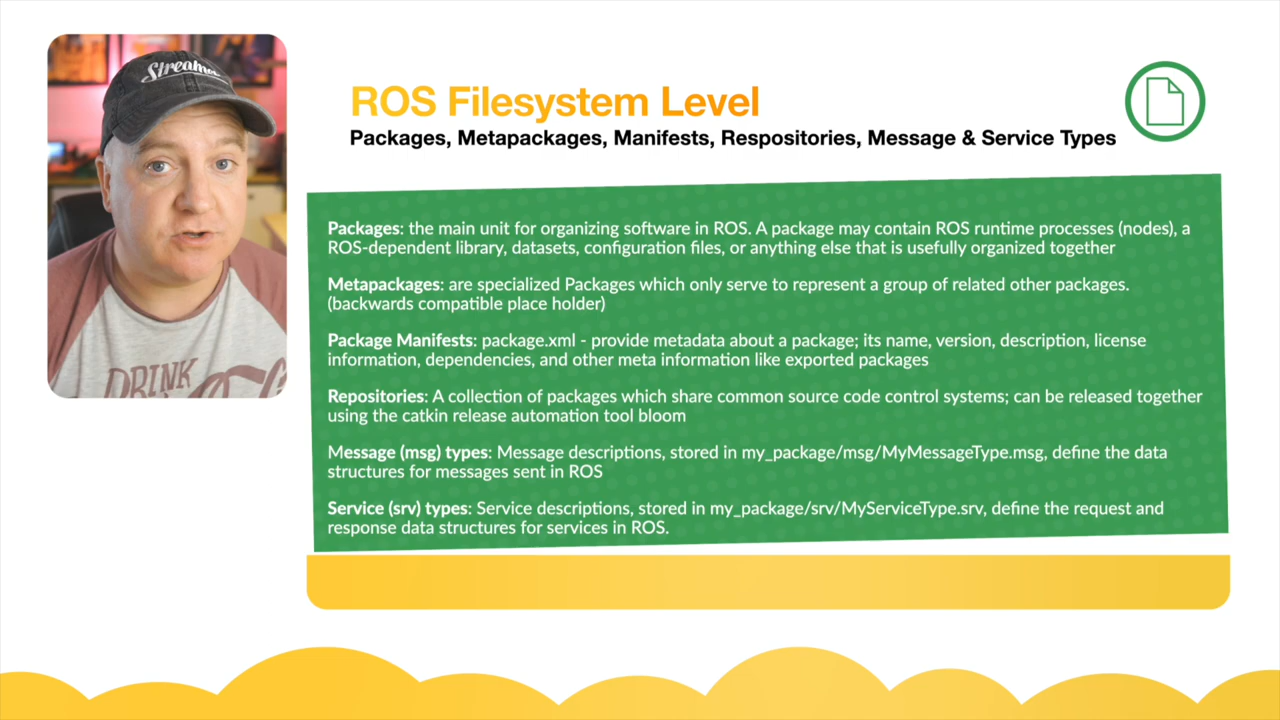 Streame
DRINK
ROS Filesystem Level
Packages, Metapackages, Manifests, Respositories, Message & Service Types
Packages: the main unit for organizing software in ROS. A package may contain ROS runtime processes (nodes), a
ROS-dependent library, datasets, configuration files, or anything else that is usefully organized together
Metapackages: are specialized Packages which only serve to represent a group of related other packages.
(backwards compatible place holder)
Package Manifests: package.xml - provide metadata about a package; its name, version, description, license
information, dependencies, and other meta information like exported packages
Repositories: A collection of packages which share common source code control systems; can be released together
using the catkin release automation tool bloom
Message (msg) types: Message descriptions, stored in my_package/msg/MyMessageType.msg, define the data
structures for messages sent in ROS
Service (srv) types: Service descriptions, stored in my_package/srv/MyServiceType.srv, define the request and
response data structures for services in ROS.